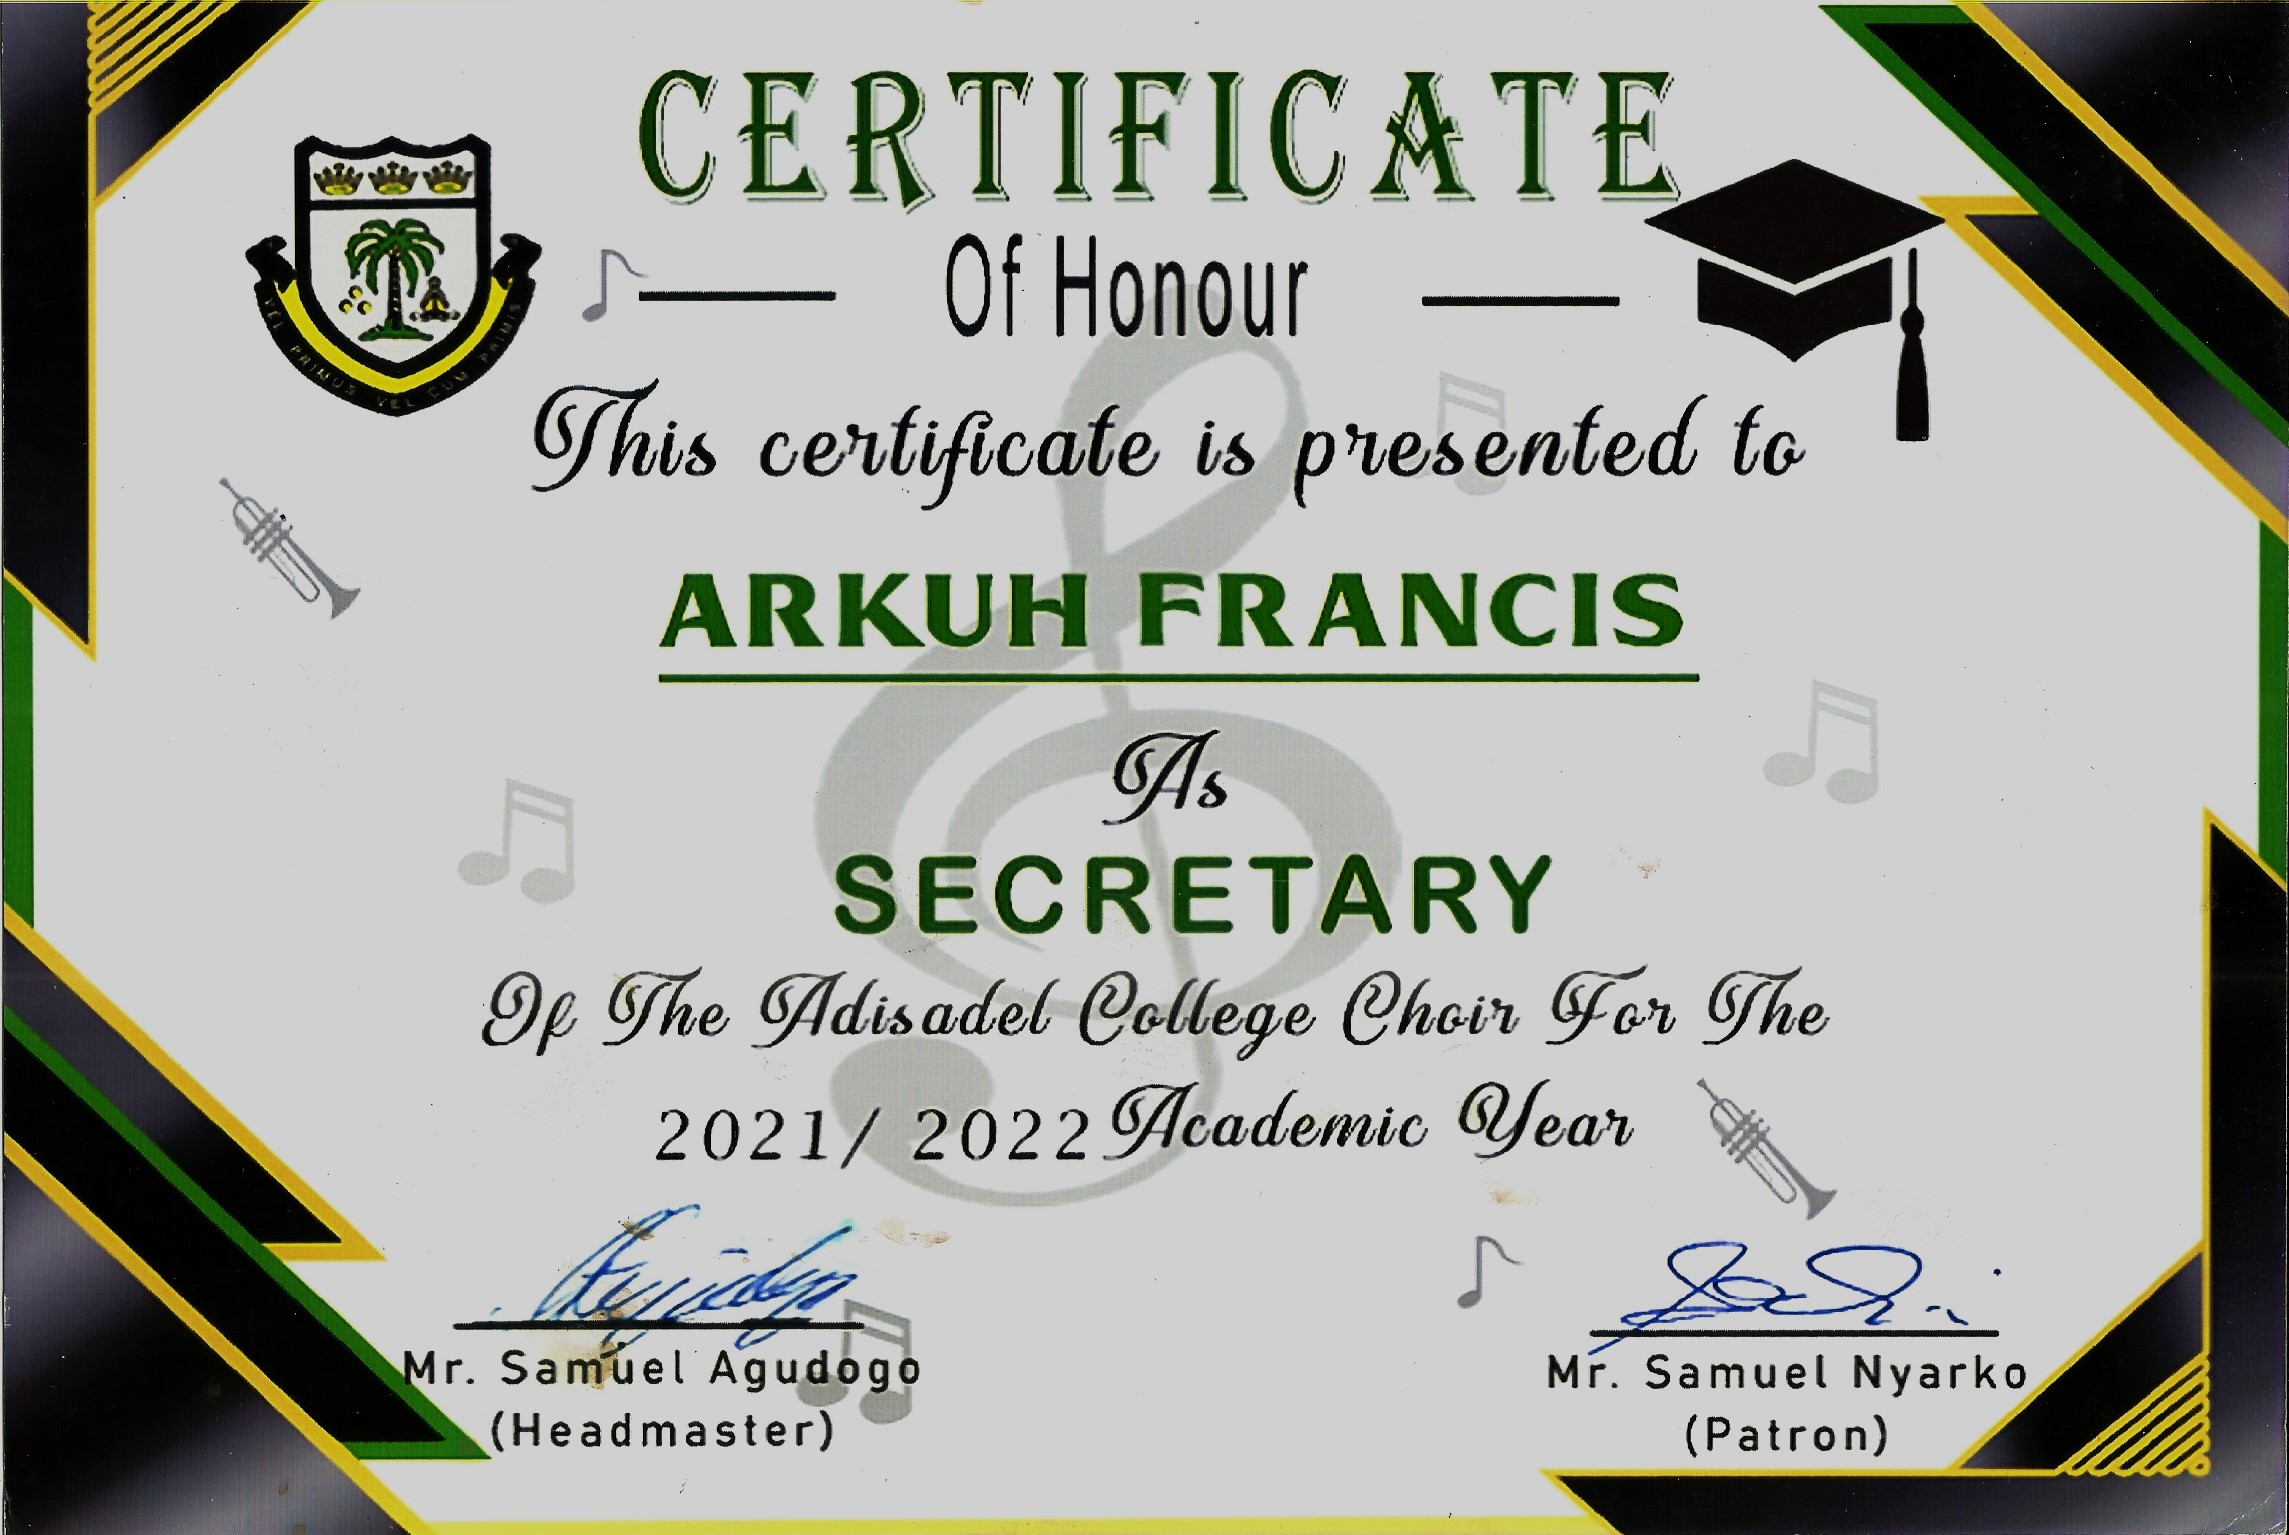 CERTIFICATE
Of Honour
VEL PRIMUS VEL CUM PRIMIS
This certificate is presented to
ARKUH FRANCIS
As
SECRETARY
Of The Adisadel College Choir For The
2021/ 2022 Academic Year
Mr. Samuel Agudogo
(Headmaster)
Mr. Samuel Nyarko
(Patron)